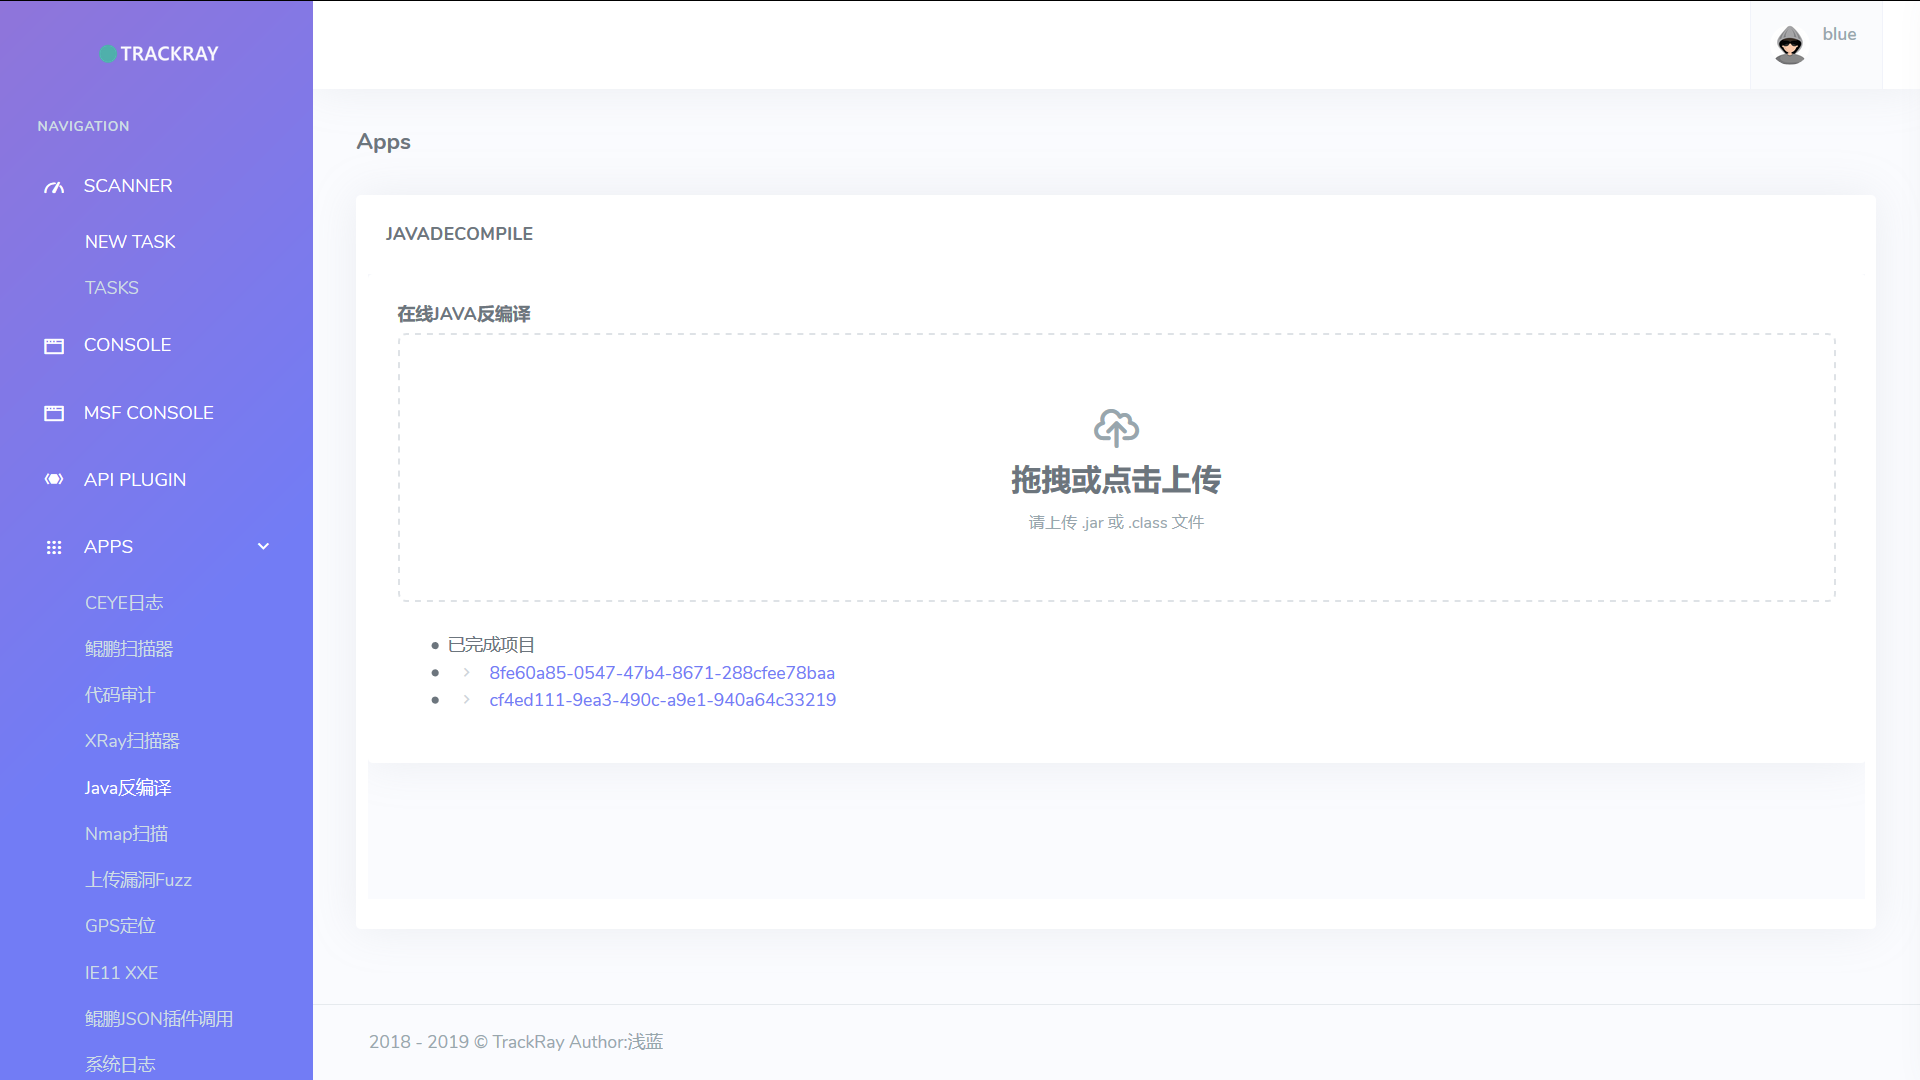 TRACKRAY
blue
NAVIGATION
SCANNER
NEW TASK
TASKS
CONSOLE
MSF CONSOLE
API PLUGIN
APPS
CEYE日志
鲲鹏扫描器
代码审计
XRay扫描器
Java反编译
Nmap扫描
上传漏洞Fuzz
GPS定位
IE11 XXE
鲲鹏JSON插件调用
系统日志
Apps
JAVADECOMPILE
在线JAVA反编译
拖拽或点击上传
请上传 .jar 或 .class 文件
已完成项目
8fe60a85-0547-47b4-8671-288cfee78baa
cf4ed111-9ea3-490c-a9e1-940a64c33219
2018 - 2019 © TrackRay Author:浅蓝